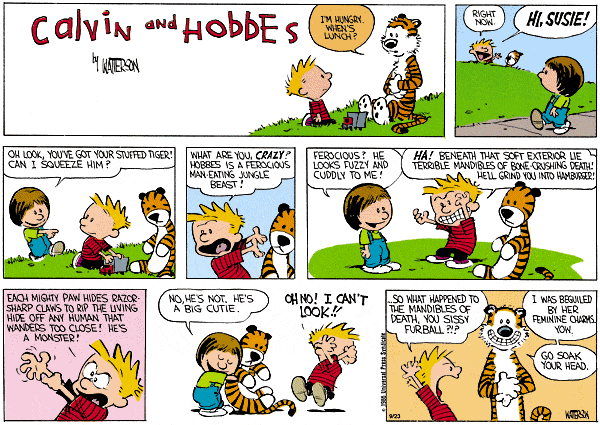 CALVIN AND HOBBES
by WATTERSON
I'M HUNGRY.
WHEN'S
LUNCH?
RIGHT
NOW.
HI, SUSIE!
OH LOOK, YOU'VE GOT YOUR STUFFED TIGER!
CAN I SQUEEZE HIM?
WHAT ARE YOU, CRAZY?
HOBBES IS A FEROCIOUS
MAN-EATING JUNGLE
BEAST!
FEROCIOUS? HE
LOOKS FUZZY AND
CUDDLY TO ME!
HA! BENEATH THAT SOFT EXTERIOR LIE
TERRIBLE MANDIBLES OF BONE-CRUSHING DEATH!
HE'LL GRIND YOU INTO HAMBURGER!
EACH MIGHTY PAW HIDES RAZOR-
SHARP CLAWS TO RIP THE LIVING
HIDE OFF ANY HUMAN THAT
WANDERS TOO CLOSE! HE'S
A MONSTER!
NO, HE'S NOT. HE'S
A BIG CUTIE.
OH NO! I CAN'T
LOOK!!
9/23
© 1986 Universal Press Syndicate
...SO WHAT HAPPENED TO
THE MANDIBLES OF
DEATH, YOU SISSY
FURBALL?!?
I WAS BEGUILED
BY HER
FEMININE CHARMS.
YOW.
GO SOAK
YOUR HEAD.
WATTERSON